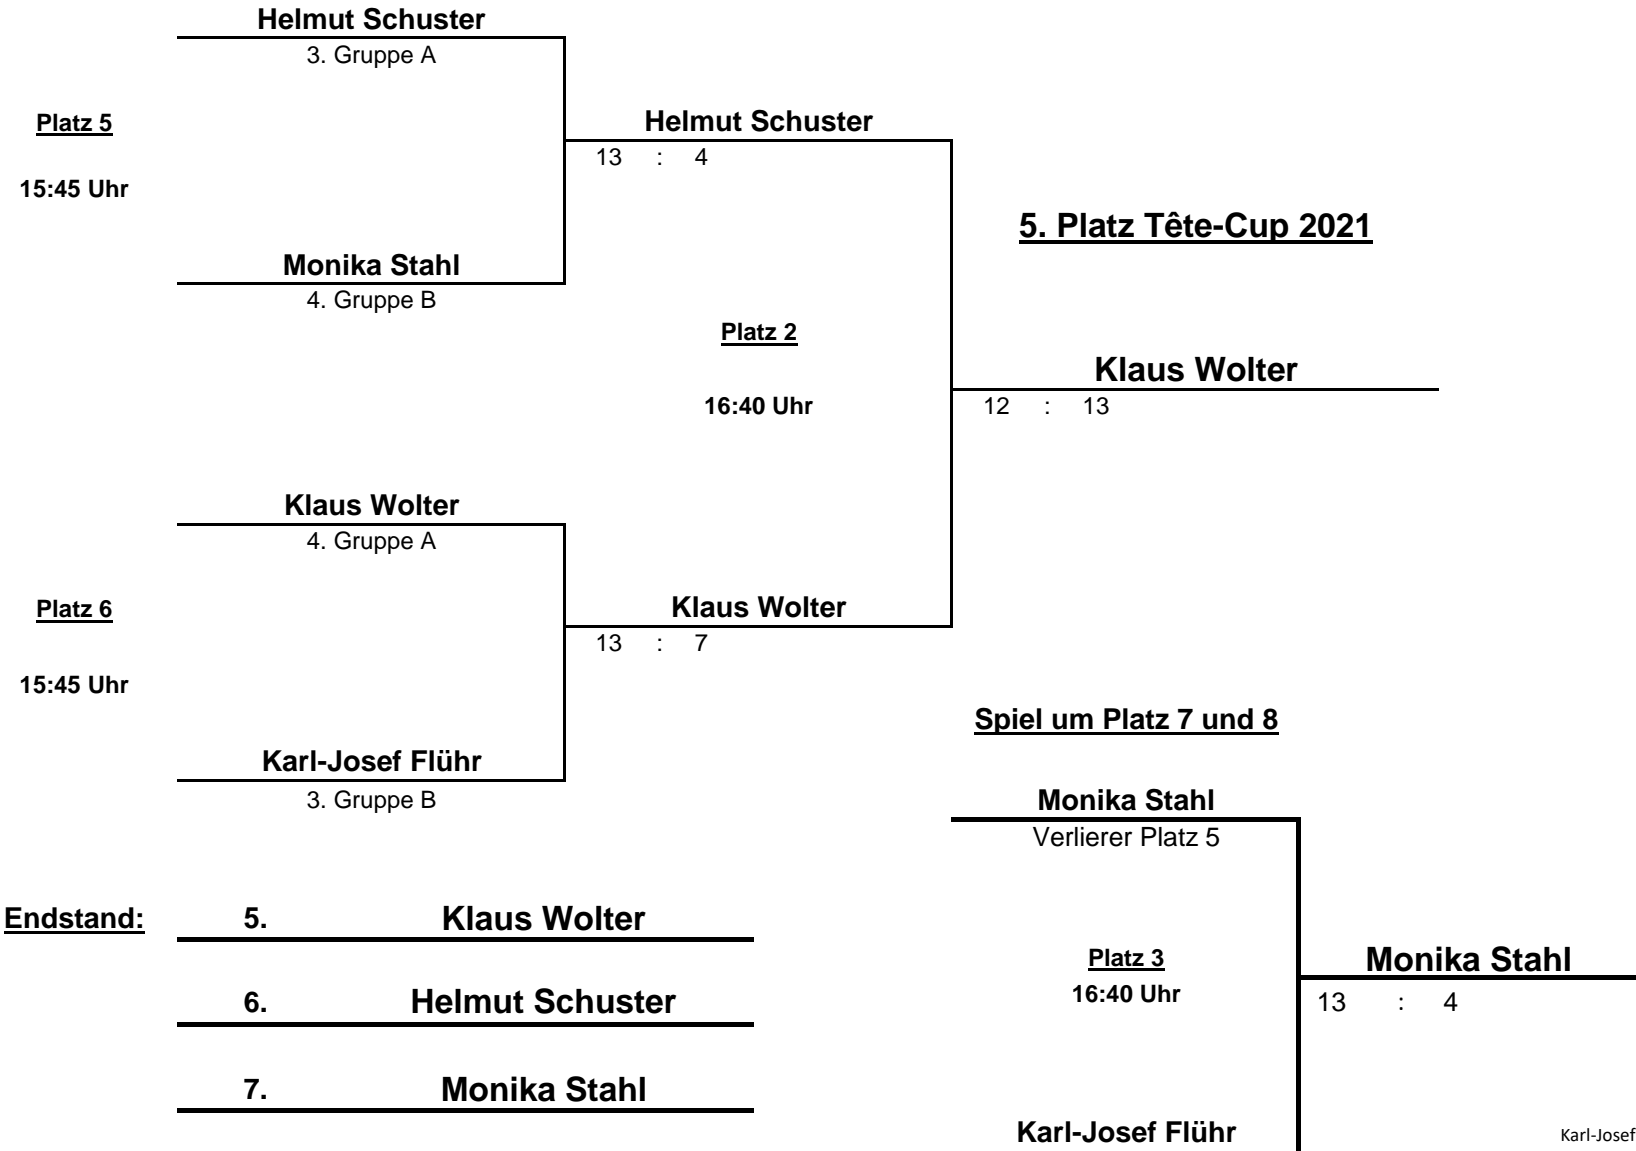 Helmut Schuster
3. Gruppe A
Platz 5
Helmut Schuster
13 : 4
15:45 Uhr
5. Platz Tête-Cup 2021
Monika Stahl
4. Gruppe B
Platz 2
Klaus Wolter
16:40 Uhr
12 : 13
Klaus Wolter
4. Gruppe A
Platz 6
Klaus Wolter
13 : 7
15:45 Uhr
Spiel um Platz 7 und 8
Karl-Josef Flühr
3. Gruppe B
Monika Stahl
Verlierer Platz 5
Endstand: 5. Klaus Wolter
Platz 3
Monika Stahl
16:40 Uhr
13 : 4
6. Helmut Schuster
7. Monika Stahl
Karl-Josef Flühr
Karl-Josef